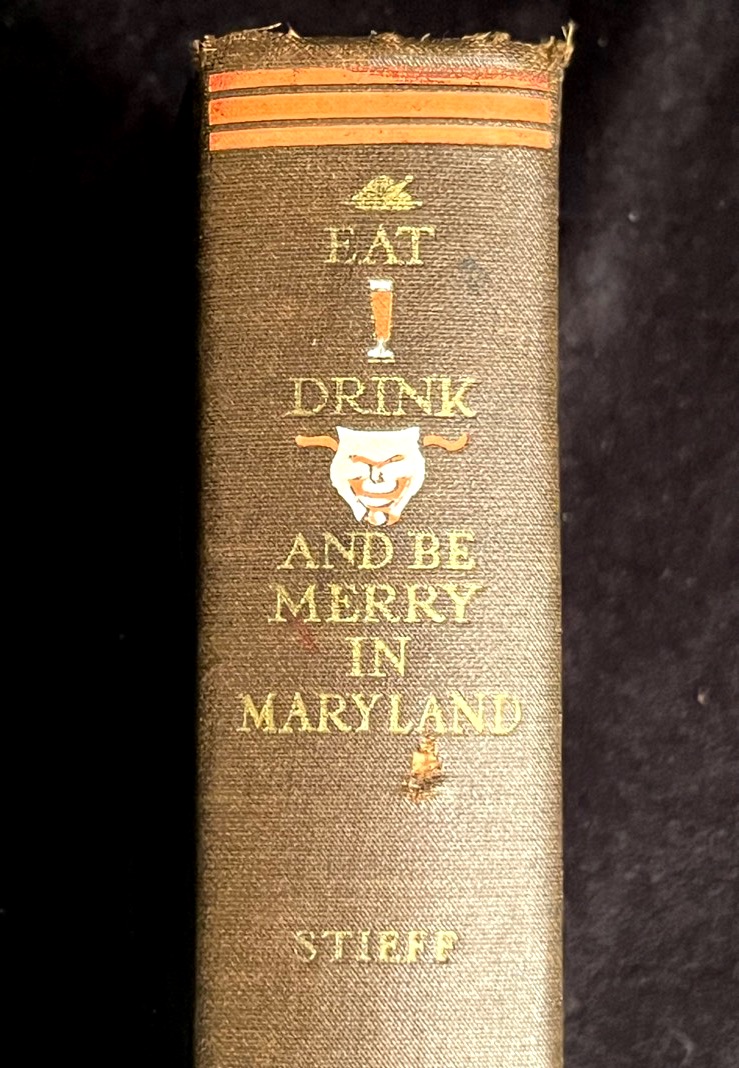 EAT
DRINK
AND BE
MERRY
IN
MARYLAND
STIEFF